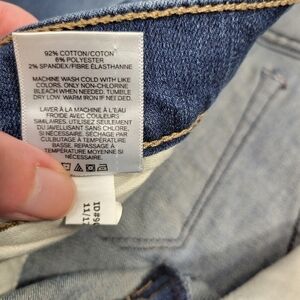 92% COTTON/COTON
6% POLYESTER
2% SPANDEX/FIBRE ÉLASTHANNE
MACHINE WASH COLD WITH LIKE
COLORS, ONLY NON-CHLORINE
BLEACH WHEN NEEDED. TUMBLE
DRY LOW. WARM IRON IF NEEDED.
LAVER À LA MACHINE À L'EAU
FROIDE AVEC COULEURS
SIMILAIRES. UTILISEZ SEULEMENT
DU JAVELISANT SANS CHLORE,
SI NÉCESSAIRE. SÉCHAGE PAR
CULBUTAGE À TEMPÉRATURE
BASSE. REPASSAGE À
TEMPÉRATURE MOYENNE SI
NÉCESSAIRE.